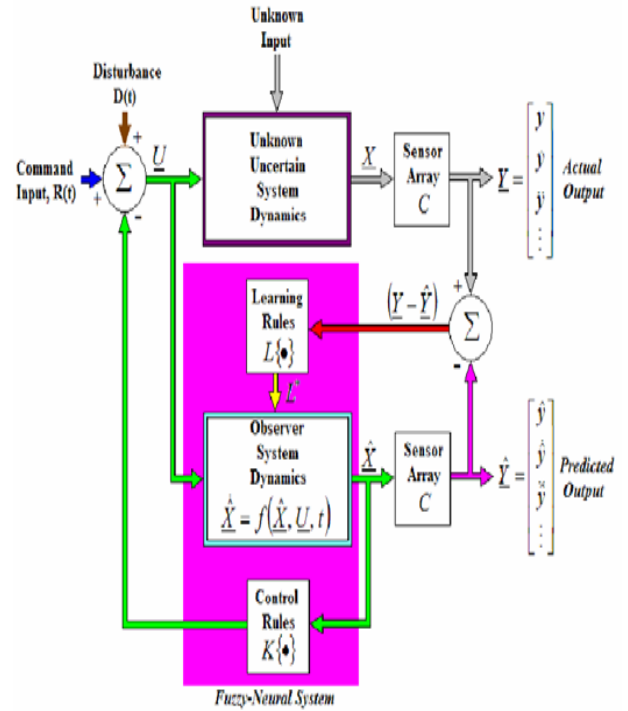 Unknown
Input
Disturbance
D(t)
+
U
Command
Input, R(t)
+
Σ
-
Unknown
Uncertain
System
Dynamics
X
Sensor
Array
C
Y =
[y ẏ ÿ ⋮]
Actual
Output
Learning
Rules
L{•}
(Y − Ŷ)
+
Σ
-
L*
Observer
System
Dynamics
X̂̇ = f(X̂, U, t)
X̂
Sensor
Array
C
Ŷ =
[ŷ ŷ̇ ŷ̈ ⋮]
Predicted
Output
Control
Rules
K{•}
Fuzzy-Neural System